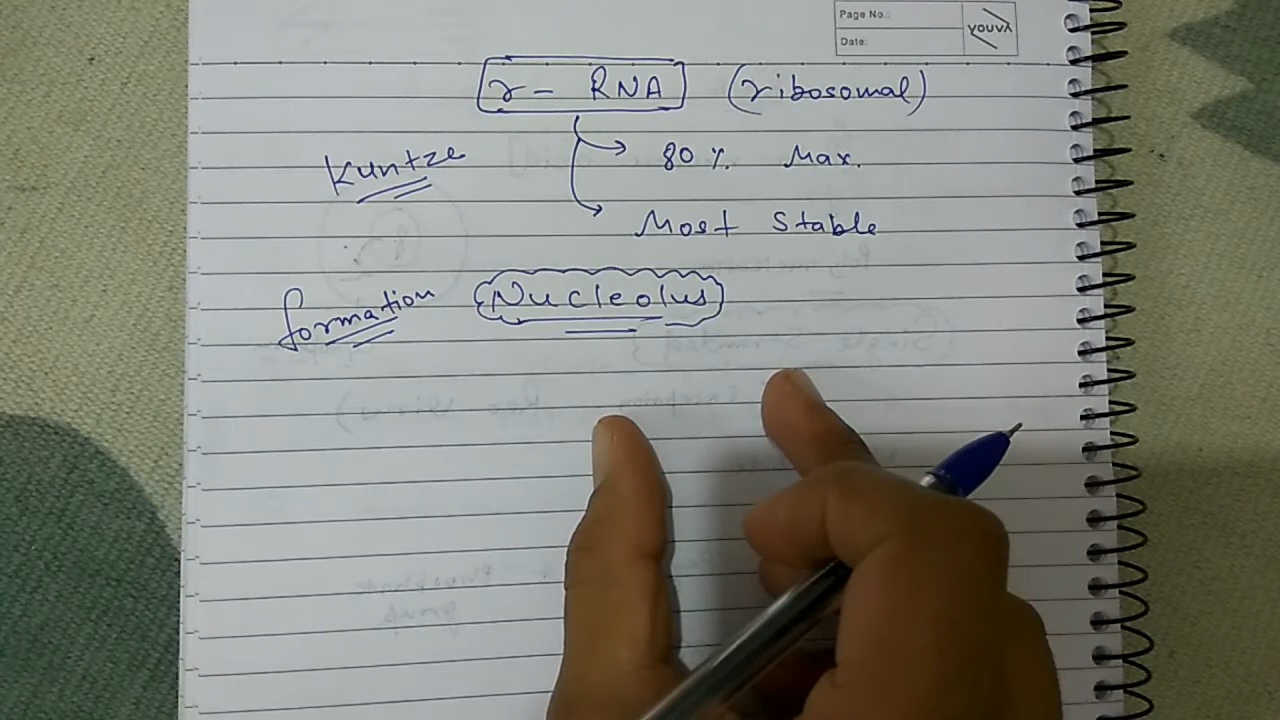 Page No.:
Date:
YOUVA
r - RNA (ribosomal)
Kuntze
80 % Max.
Most Stable
formation Nucleolus